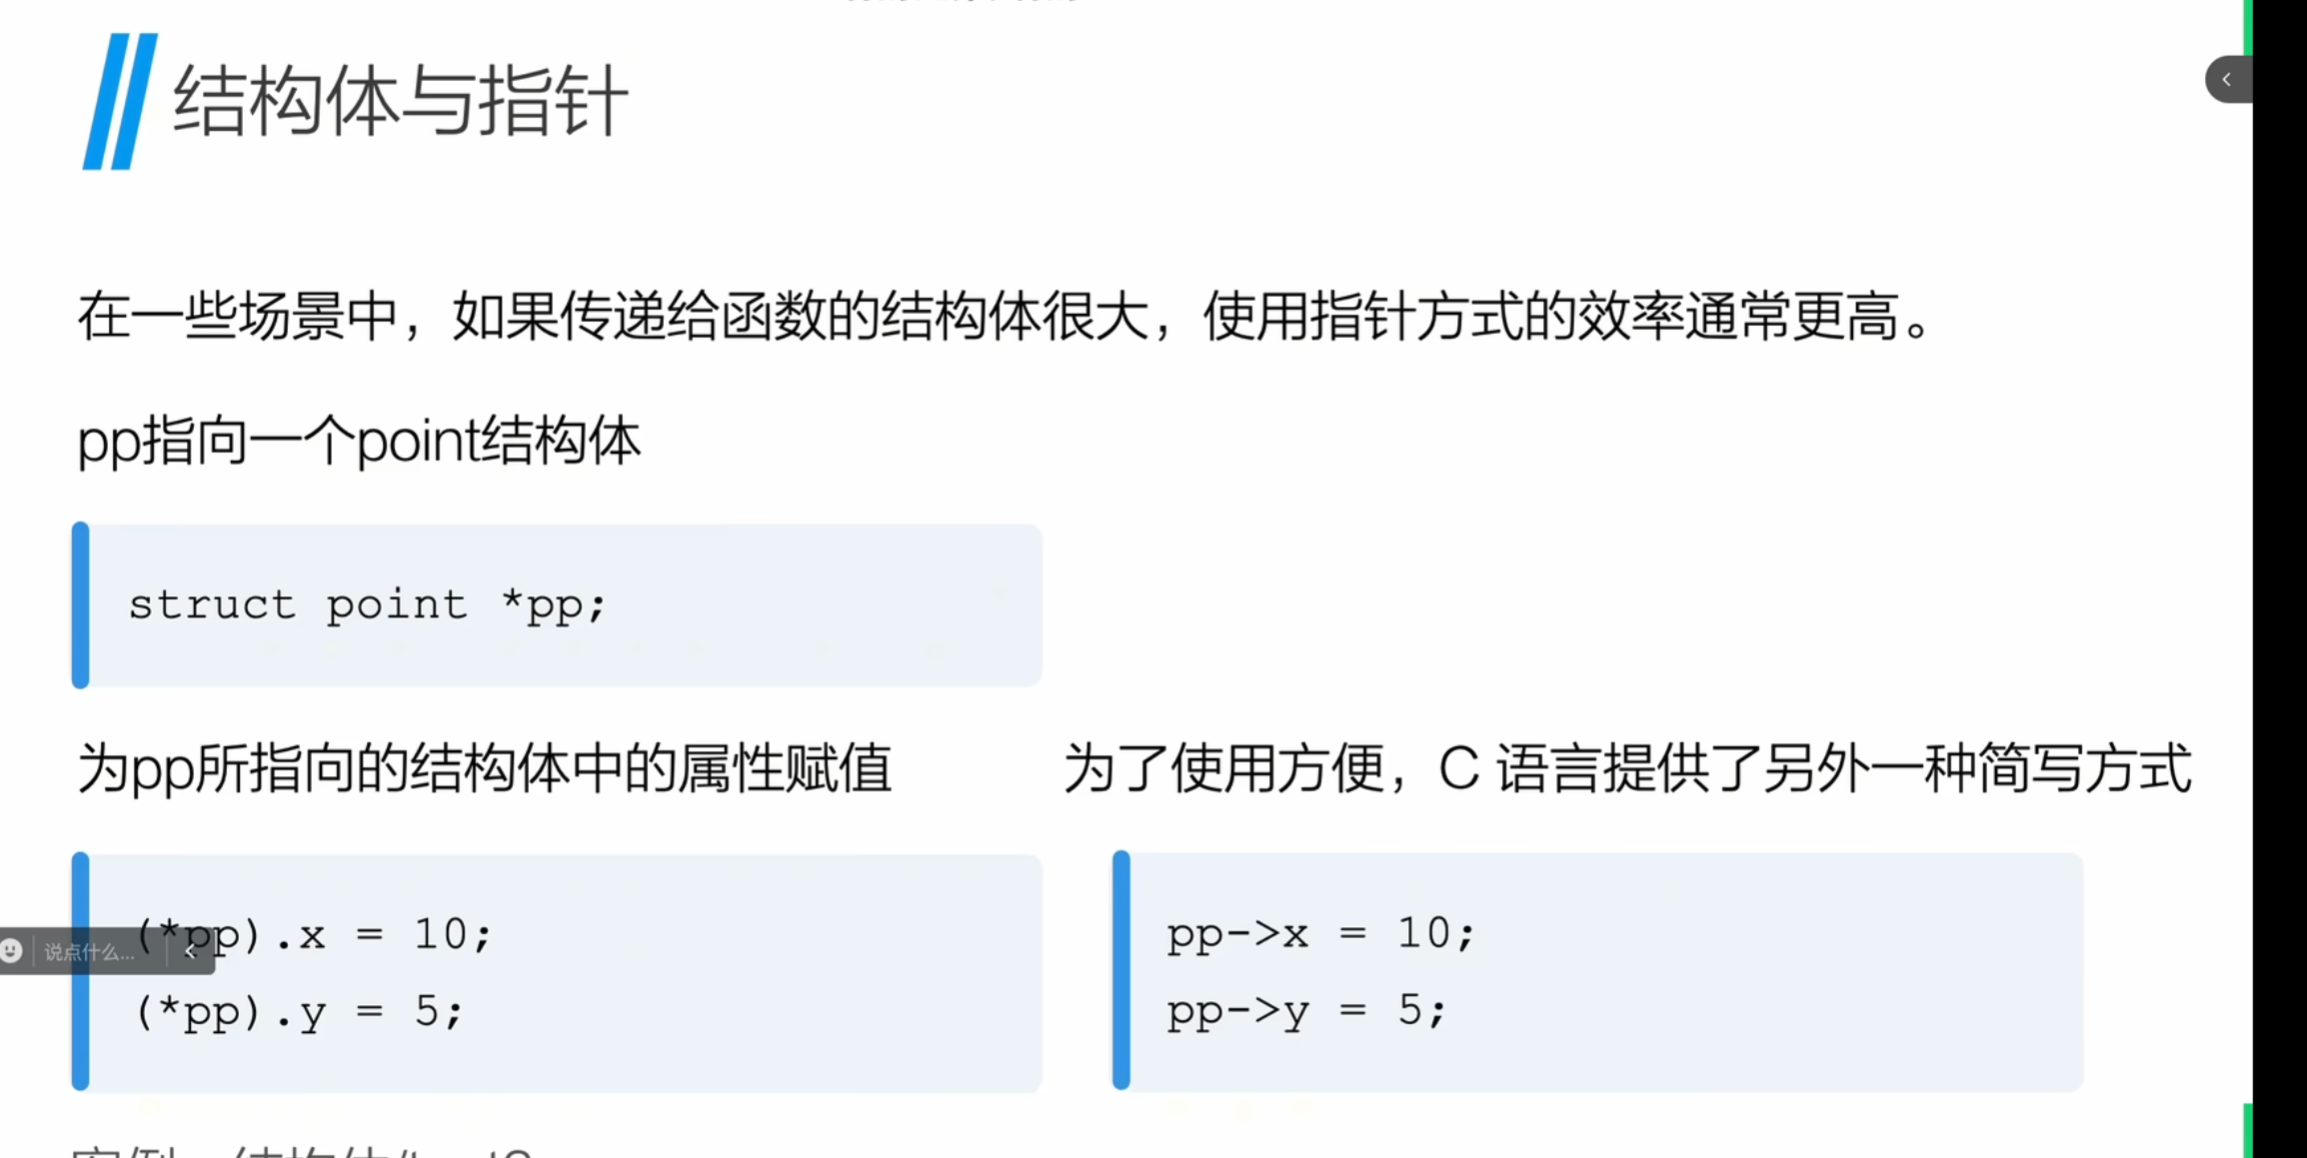 结构体与指针
在一些场景中，如果传递给函数的结构体很大，使用指针方式的效率通常更高。
pp指向一个point结构体
struct point *pp;
为pp所指向的结构体中的属性赋值
为了使用方便，C 语言提供了另外一种简写方式
(*pp).x = 10;
(*pp).y = 5;
pp->x = 10;
pp->y = 5;
说点什么...